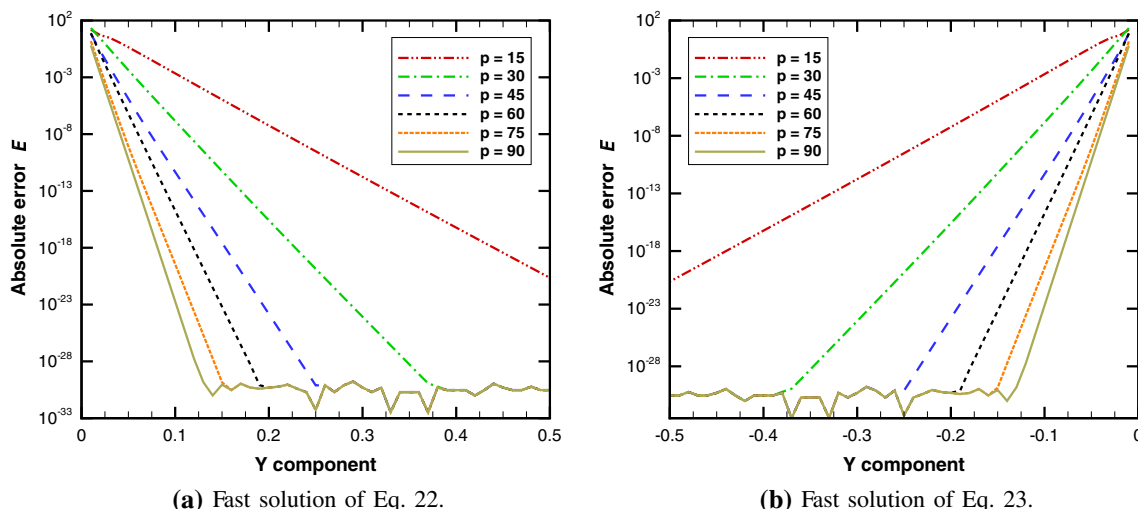 10^2
10^-3
10^-8
10^-13
10^-18
10^-23
10^-28
10^-33
Absolute error E
p = 15
p = 30
p = 45
p = 60
p = 75
p = 90
0 0.1 0.2 0.3 0.4 0.5
Y component
(a) Fast solution of Eq. 22.
10^2
10^-3
10^-8
10^-13
10^-18
10^-23
10^-28
Absolute error E
p = 15
p = 30
p = 45
p = 60
p = 75
p = 90
-0.5 -0.4 -0.3 -0.2 -0.1 0
Y component
(b) Fast solution of Eq. 23.